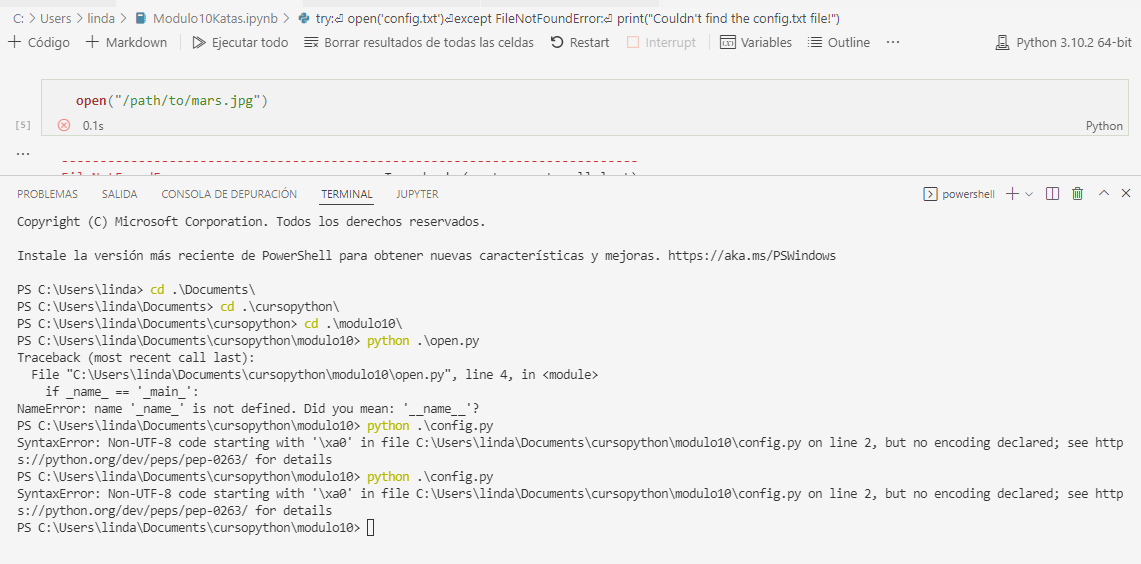 C: > Users > linda > Modulo10Katas.ipynb > try:⏎ open('config.txt')⏎except FileNotFoundError:⏎ print("Couldn't find the config.txt file!")
+ Código + Markdown Ejecutar todo Borrar resultados de todas las celdas Restart Interrupt Variables Outline ··· Python 3.10.2 64-bit
open("/path/to/mars.jpg")
[5] 0.1s Python
...
---------------------------------------------------------------------------
PROBLEMAS SALIDA CONSOLA DE DEPURACIÓN TERMINAL JUPYTER powershell
Copyright (C) Microsoft Corporation. Todos los derechos reservados.
Instale la versión más reciente de PowerShell para obtener nuevas características y mejoras. https://aka.ms/PSWindows
PS C:\Users\linda> cd .\Documents\
PS C:\Users\linda\Documents> cd .\cursopython\
PS C:\Users\linda\Documents\cursopython> cd .\modulo10\
PS C:\Users\linda\Documents\cursopython\modulo10> python .\open.py
Traceback (most recent call last):
  File "C:\Users\linda\Documents\cursopython\modulo10\open.py", line 4, in <module>
    if _name_ == '_main_':
NameError: name '_name_' is not defined. Did you mean: '__name__'?
PS C:\Users\linda\Documents\cursopython\modulo10> python .\config.py
SyntaxError: Non-UTF-8 code starting with '\xa0' in file C:\Users\linda\Documents\cursopython\modulo10\config.py on line 2, but no encoding declared; see http
s://python.org/dev/peps/pep-0263/ for details
PS C:\Users\linda\Documents\cursopython\modulo10> python .\config.py
SyntaxError: Non-UTF-8 code starting with '\xa0' in file C:\Users\linda\Documents\cursopython\modulo10\config.py on line 2, but no encoding declared; see http
s://python.org/dev/peps/pep-0263/ for details
PS C:\Users\linda\Documents\cursopython\modulo10>